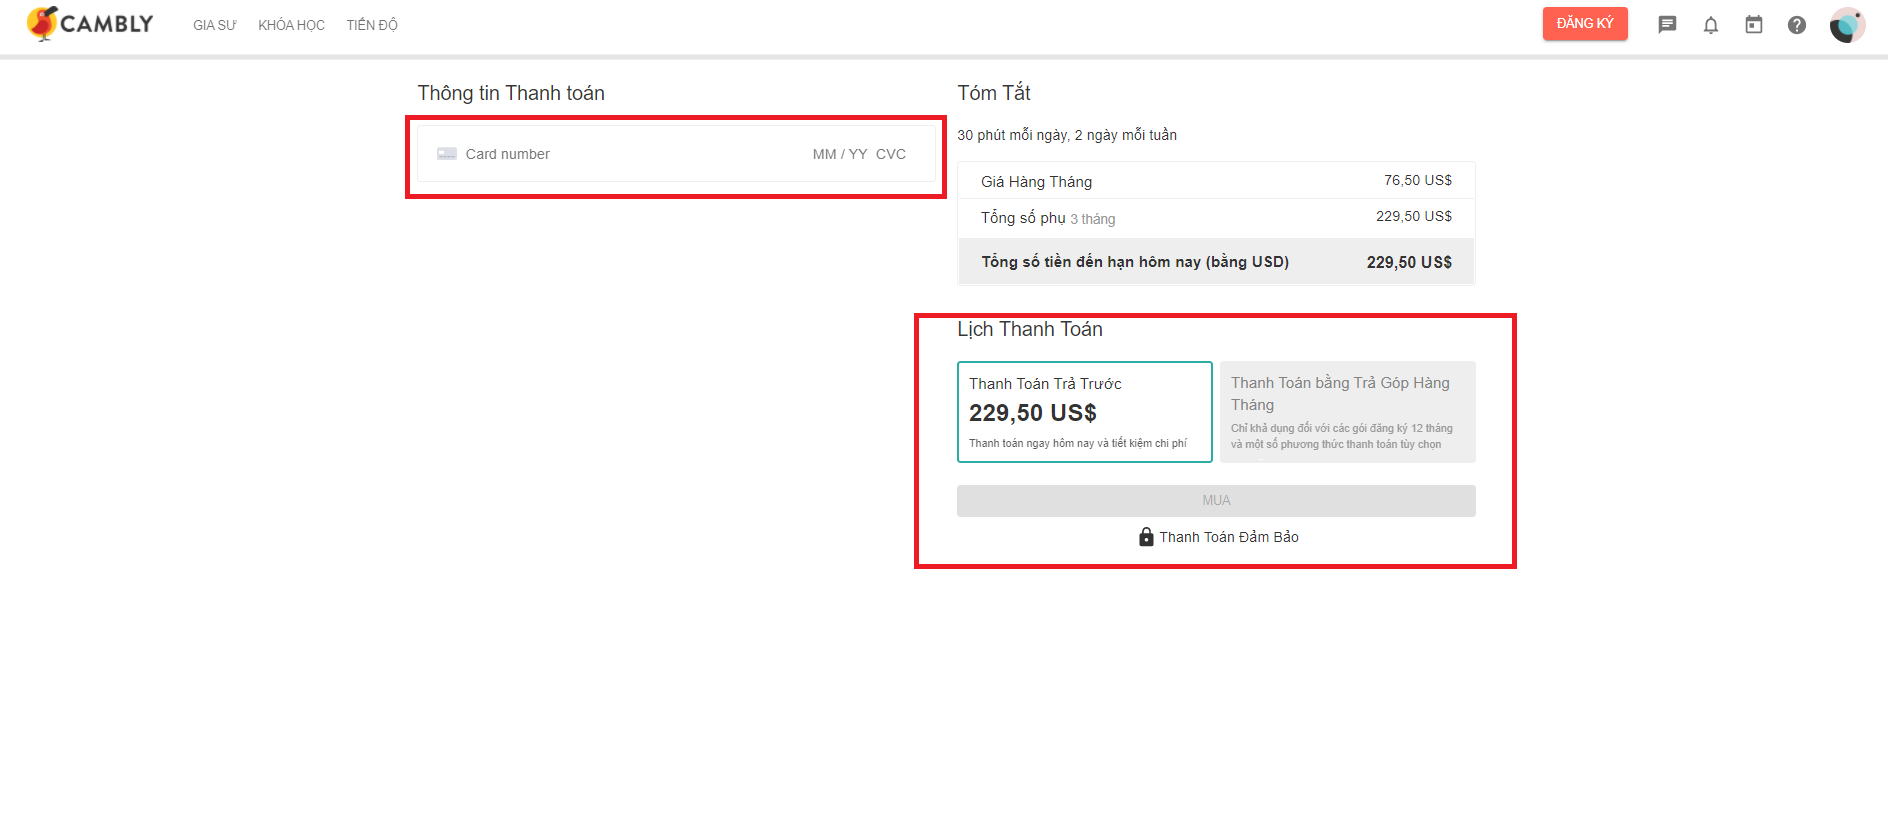 CAMBLY
GIA SƯ KHÓA HỌC TIẾN ĐỘ
ĐĂNG KÝ
Thông tin Thanh toán
Card number MM / YY CVC
Tóm Tắt
30 phút mỗi ngày, 2 ngày mỗi tuần
Giá Hàng Tháng 76,50 US$
Tổng số phụ 3 tháng 229,50 US$
Tổng số tiền đến hạn hôm nay (bằng USD) 229,50 US$
Lịch Thanh Toán
Thanh Toán Trả Trước
229,50 US$
Thanh toán ngay hôm nay và tiết kiệm chi phí
Thanh Toán bằng Trả Góp Hàng
Tháng
Chỉ khả dụng đối với các gói đăng ký 12 tháng
và một số phương thức thanh toán tùy chọn
MUA
Thanh Toán Đảm Bảo